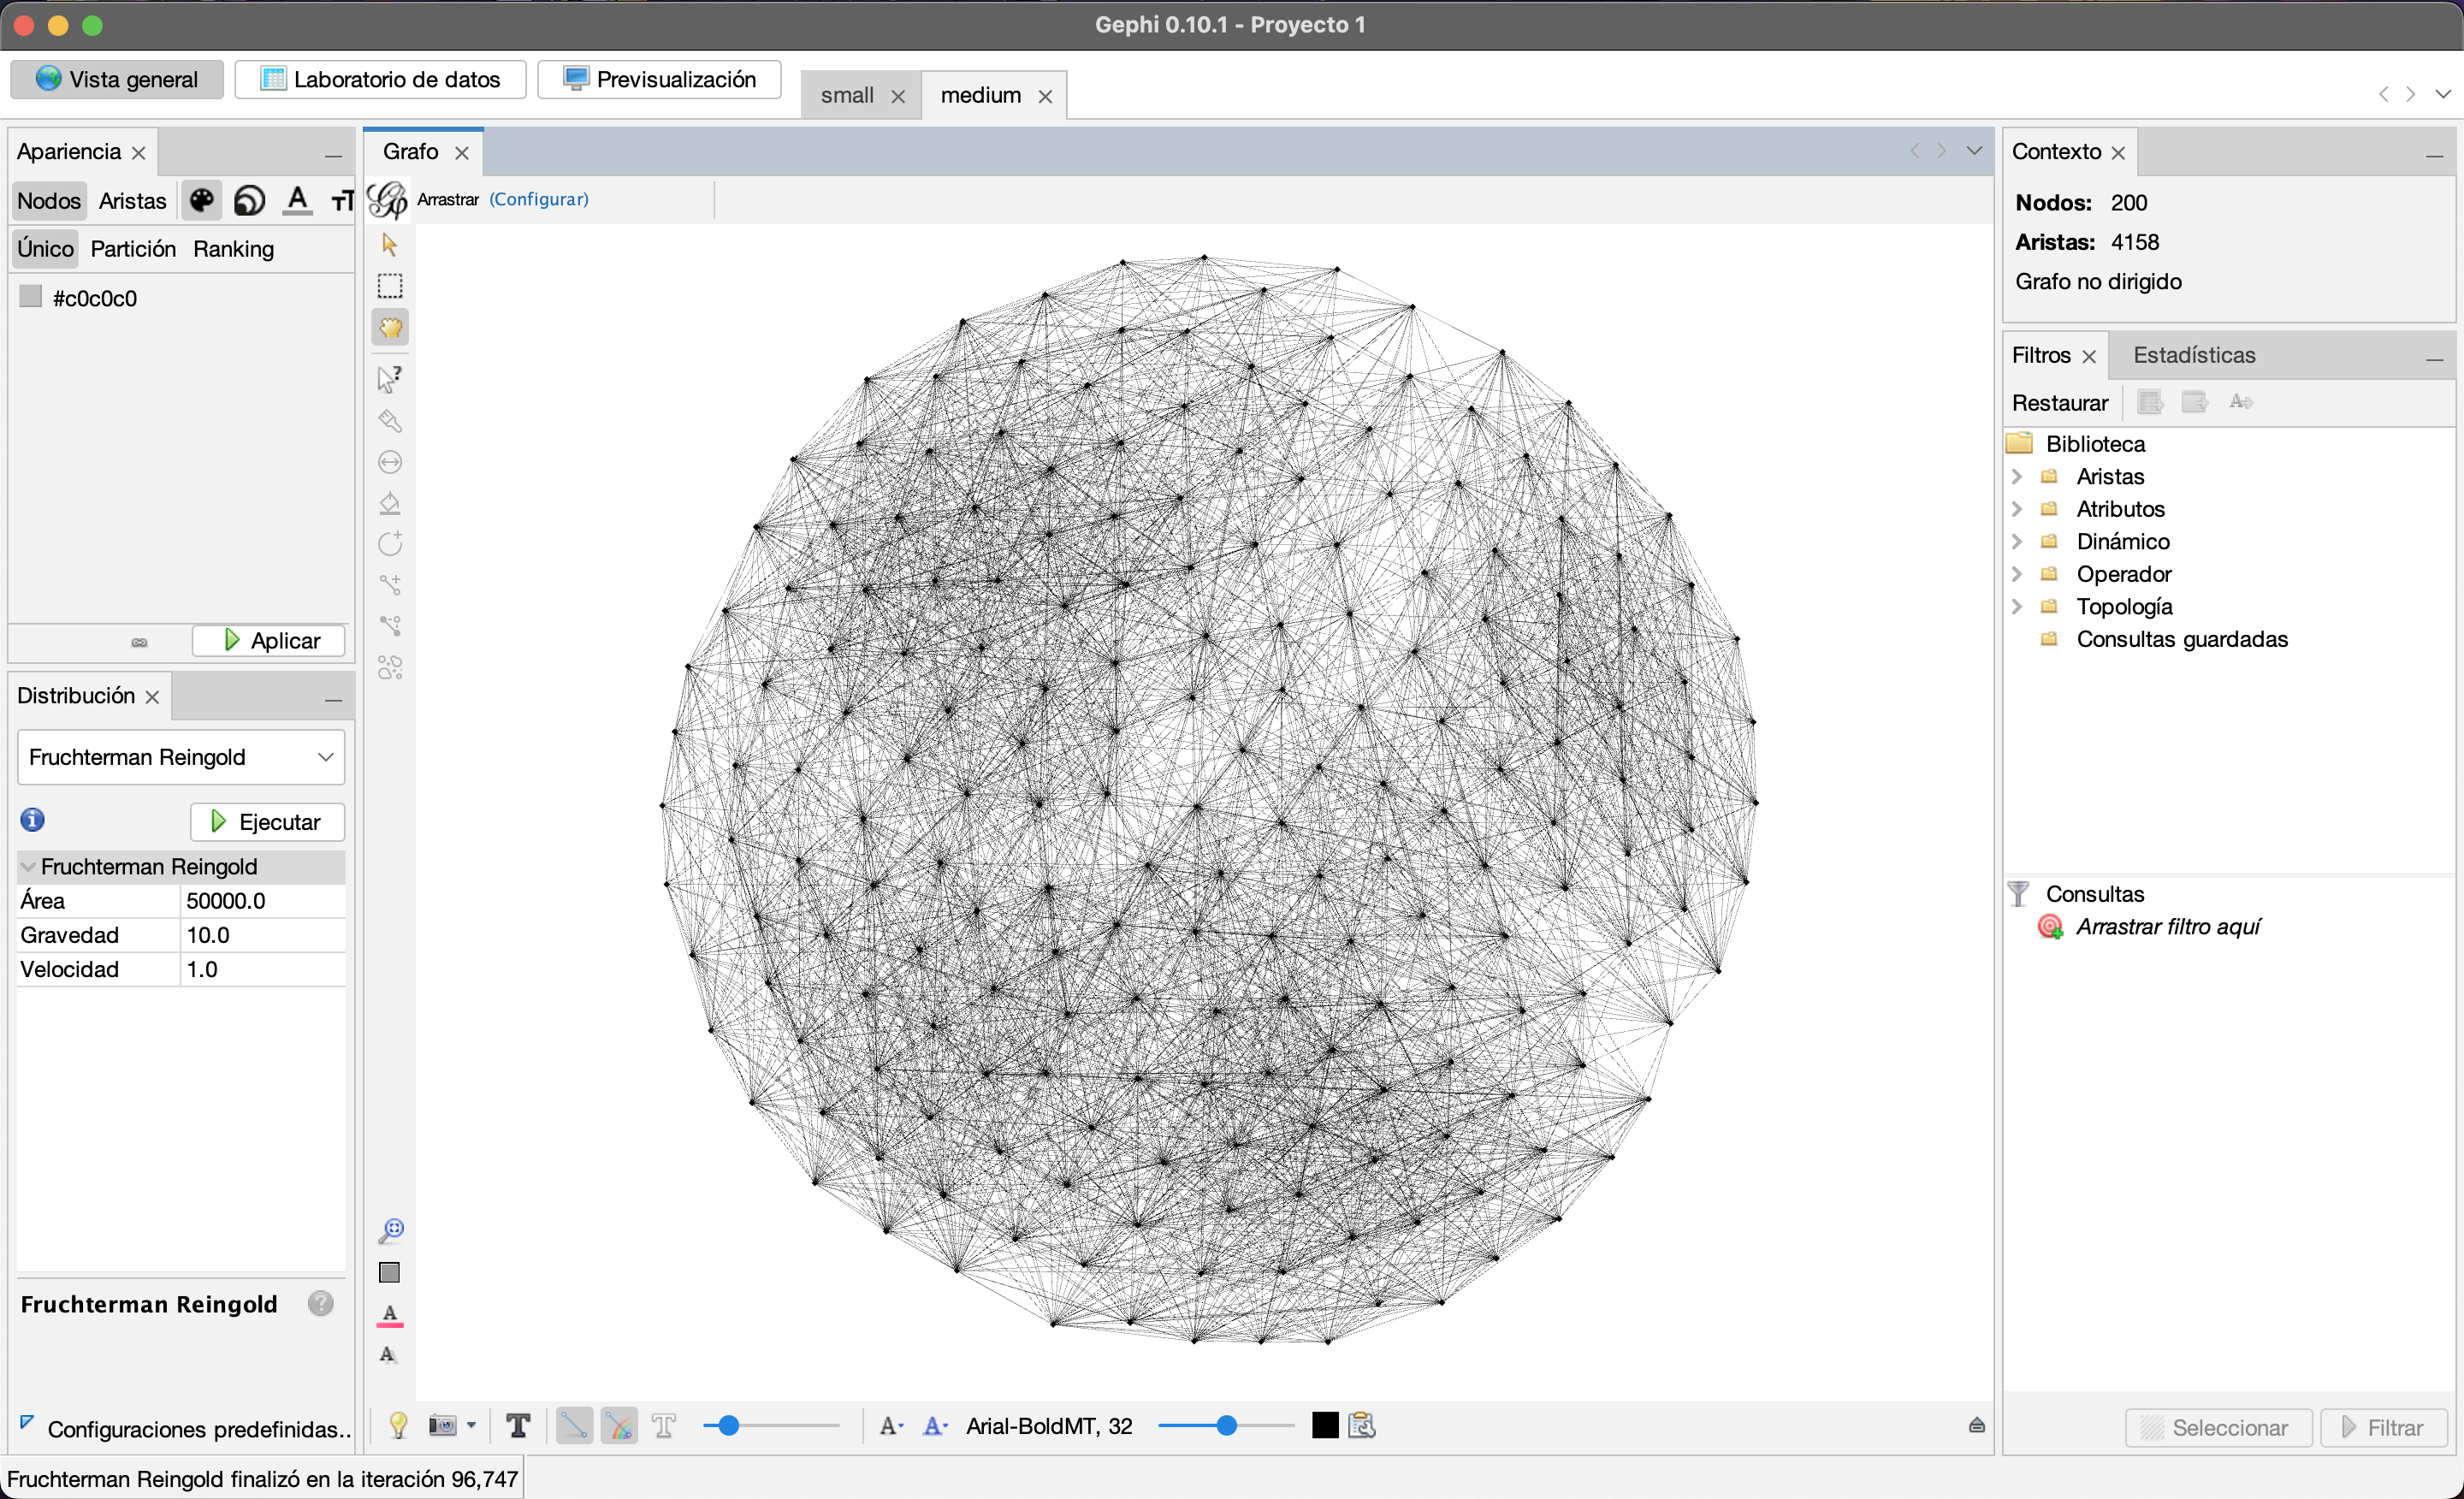 Gephi 0.10.1 - Proyecto 1
Vista general
Laboratorio de datos
Previsualización
small
medium
Apariencia
Nodos
Aristas
A
TT
Único
Partición
Ranking
#c0c0c0
Aplicar
Distribución
Fruchterman Reingold
Ejecutar
Fruchterman Reingold
Área 50000.0
Gravedad 10.0
Velocidad 1.0
Fruchterman Reingold
?
Configuraciones predefinidas..
Grafo
Arrastrar (Configurar)
T
T
A
A
Arial-BoldMT, 32
Contexto
Nodos: 200
Aristas: 4158
Grafo no dirigido
Filtros
Estadísticas
Restaurar
Biblioteca
Aristas
Atributos
Dinámico
Operador
Topología
Consultas guardadas
Consultas
Arrastrar filtro aquí
Seleccionar
Filtrar
Fruchterman Reingold finalizó en la iteración 96,747